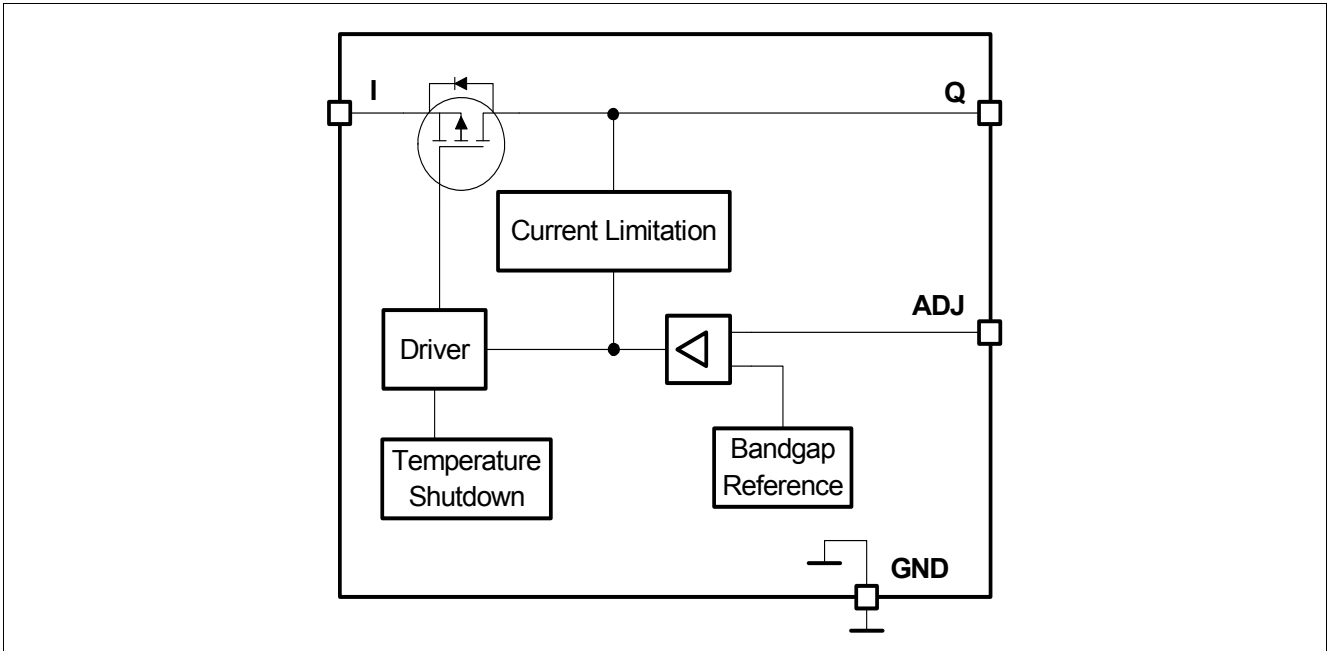 I
Q
Current Limitation
ADJ
Driver
Temperature
Shutdown
Bandgap
Reference
GND